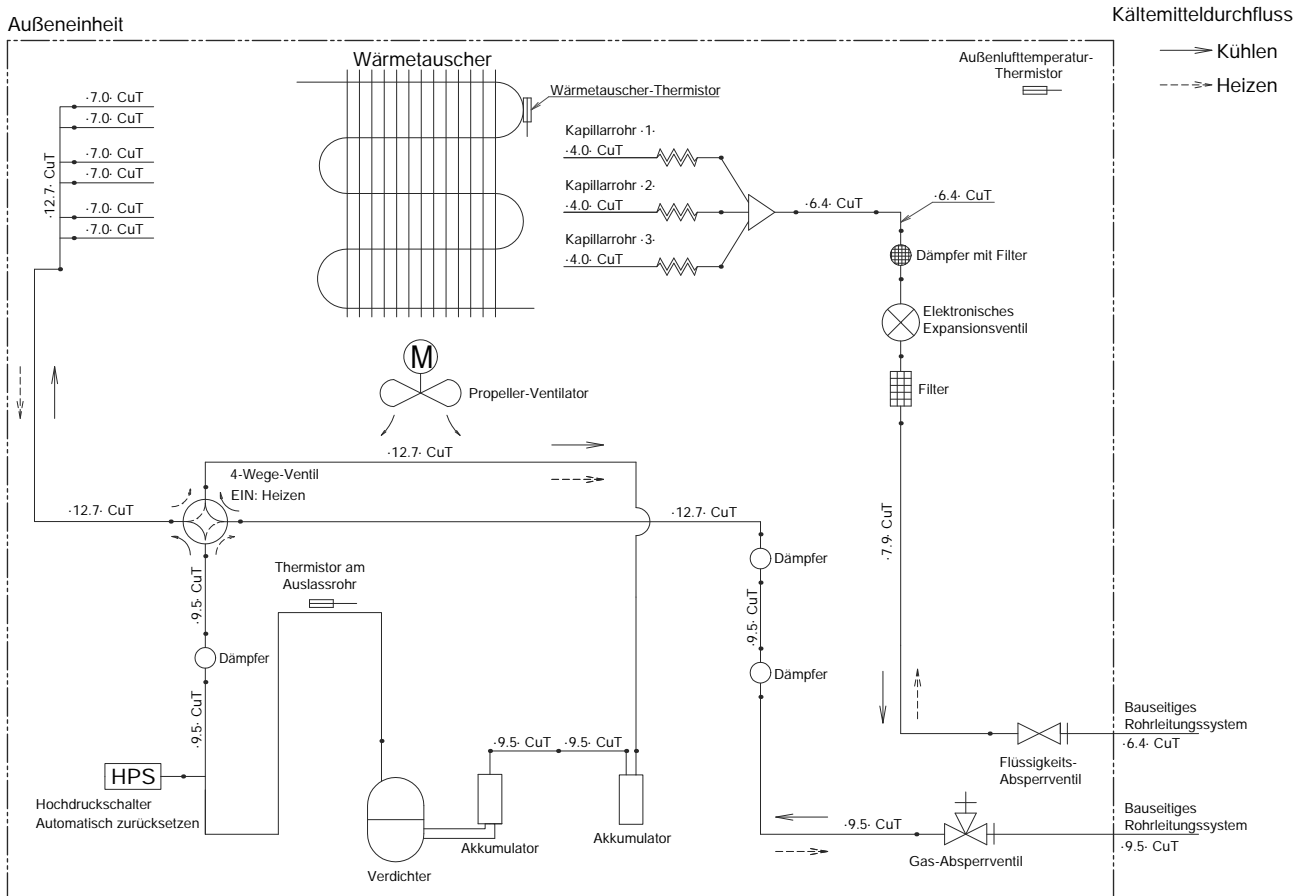 Außeneinheit
Kältemitteldurchfluss
Kühlen
Heizen
Wärmetauscher
Wärmetauscher-Thermistor
Außenlufttemperatur-
Thermistor
·7.0· CuT
·7.0· CuT
·7.0· CuT
·7.0· CuT
·7.0· CuT
·7.0· CuT
·12.7· CuT
Kapillarrohr ·1·
·4.0· CuT
Kapillarrohr ·2·
·4.0· CuT
Kapillarrohr ·3·
·4.0· CuT
·6.4· CuT
·6.4· CuT
Dämpfer mit Filter
Elektronisches
Expansionsventil
Filter
M
Propeller-Ventilator
·12.7· CuT
4-Wege-Ventil
EIN: Heizen
·12.7· CuT
·12.7· CuT
·7.9· CuT
Dämpfer
·9.5· CuT
Thermistor am
Auslassrohr
·9.5· CuT
Dämpfer
Dämpfer
·9.5· CuT
·9.5· CuT
·9.5· CuT
HPS
Hochdruckschalter
Automatisch zurücksetzen
Verdichter
Akkumulator
Akkumulator
Bauseitiges
Rohrleitungssystem
·6.4· CuT
Flüssigkeits-
Absperrventil
·9.5· CuT
Gas-Absperrventil
Bauseitiges
Rohrleitungssystem
·9.5· CuT